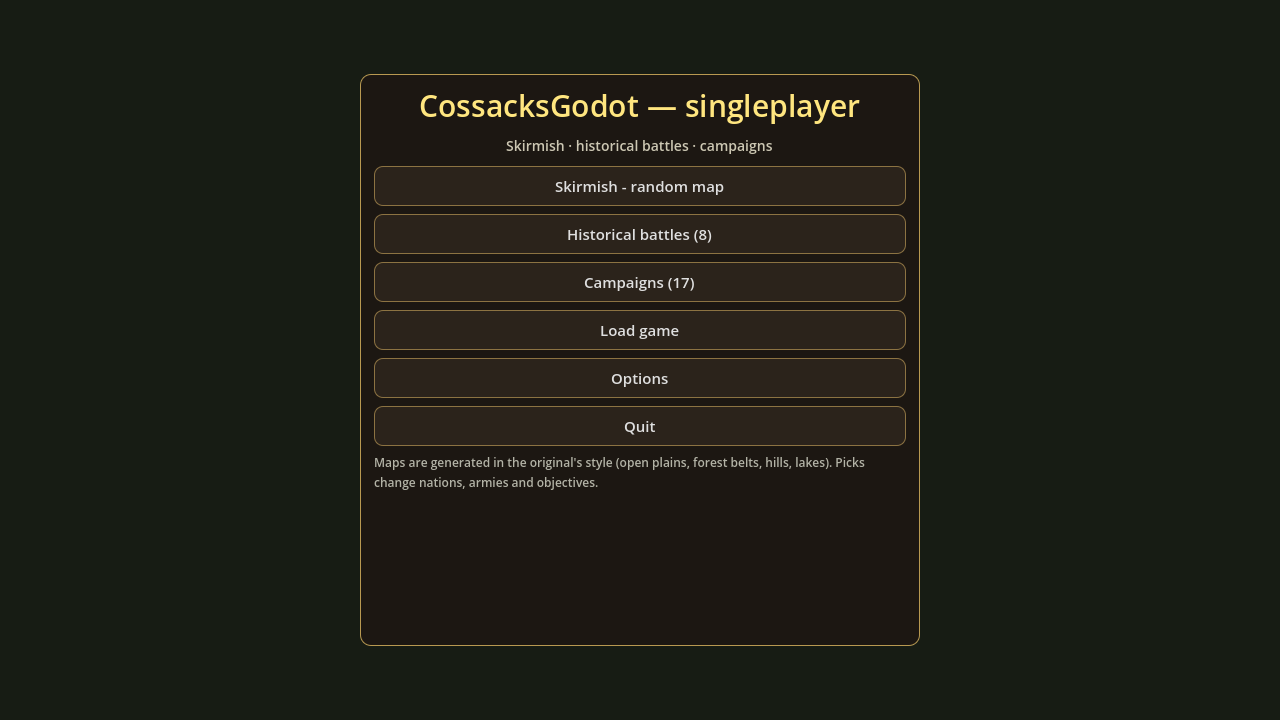 CossacksGodot — singleplayer
Skirmish · historical battles · campaigns
Skirmish - random map
Historical battles (8)
Campaigns (17)
Load game
Options
Quit
Maps are generated in the original's style (open plains, forest belts, hills, lakes). Picks
change nations, armies and objectives.